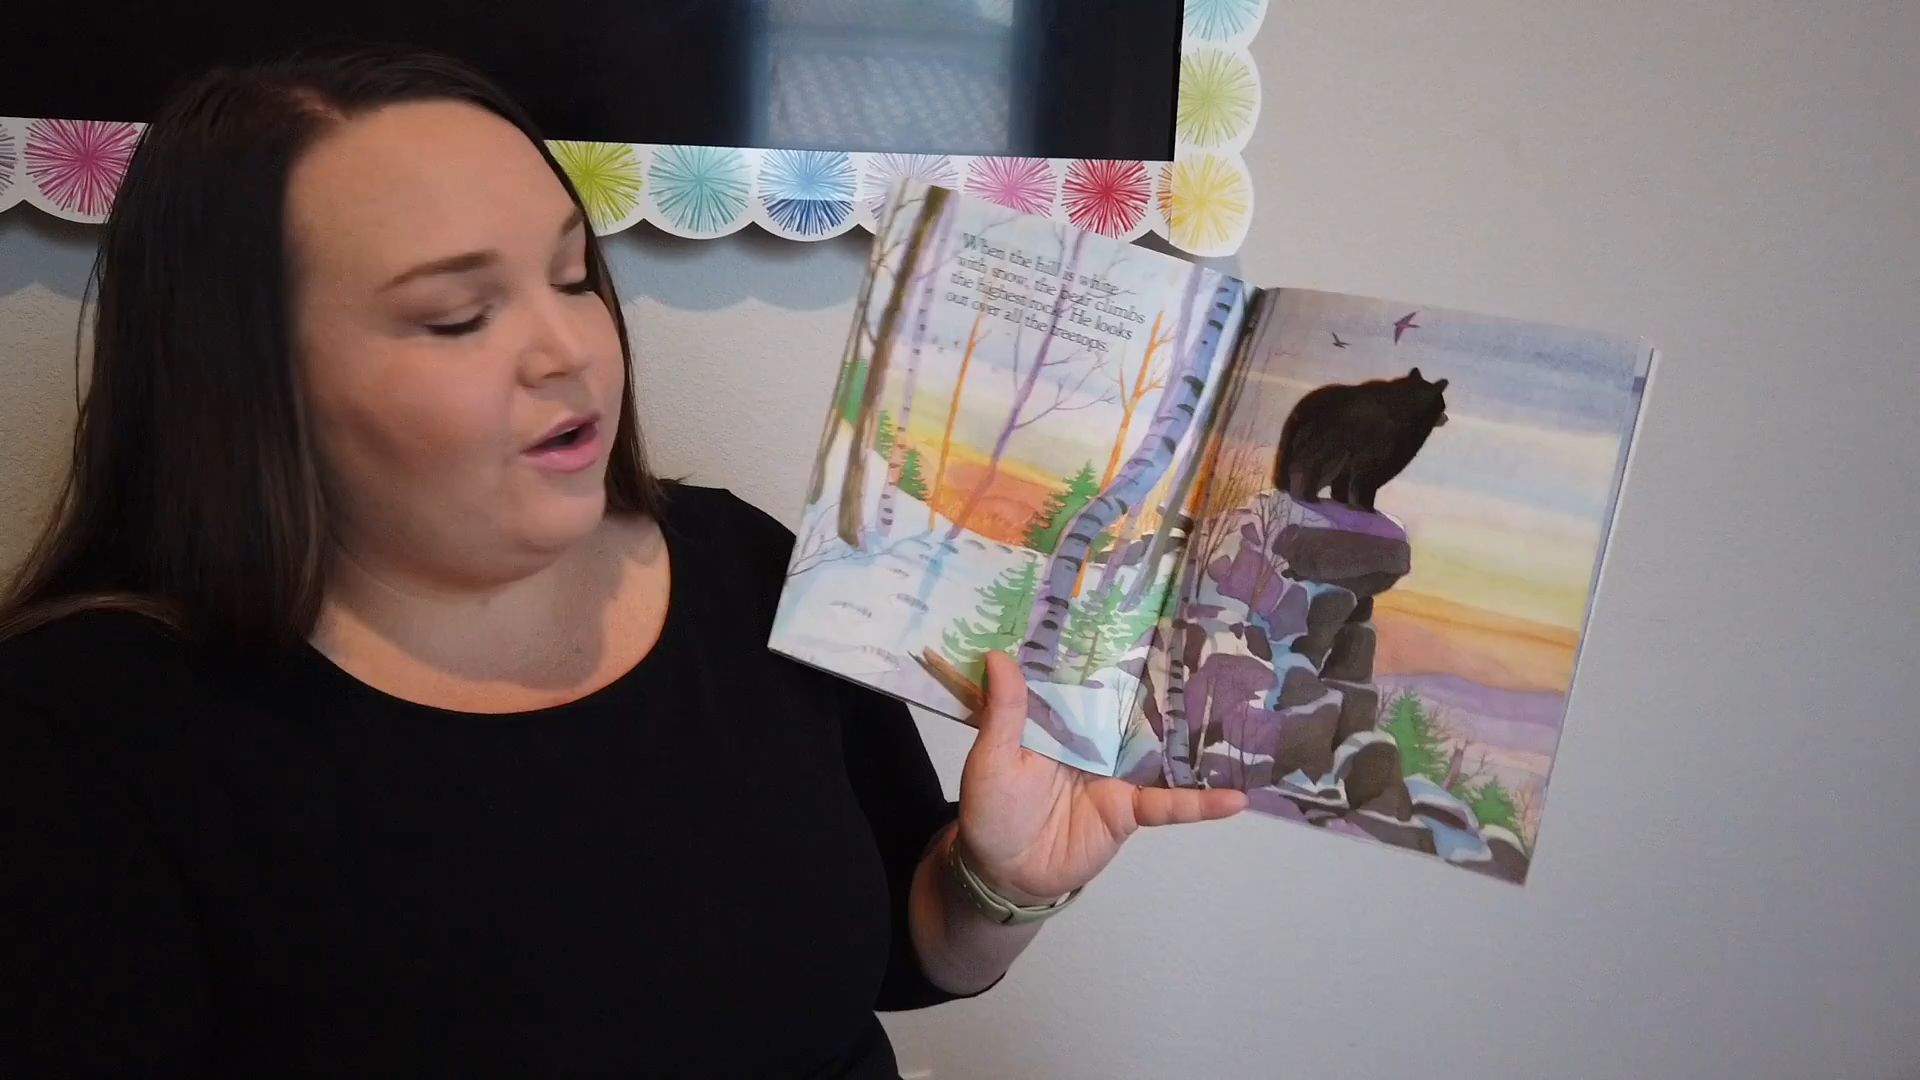 When the hill is white
with snow, the bear climbs
the highest rock. He looks
out over all the treetops.